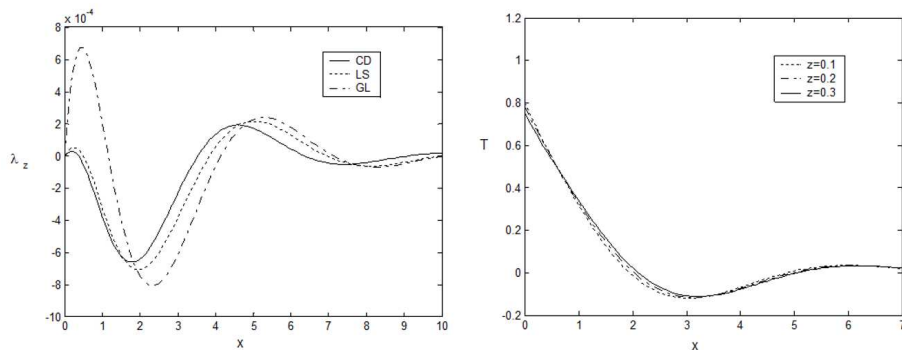 8 x 10⁻⁴
6
4
2
0
-2
-4
-6
-8
-10
λz
0 1 2 3 4 5 6 7 8 9 10
x
CD
LS
GL
1.2
1
0.8
0.6
0.4
0.2
0
-0.2
T
0 1 2 3 4 5 6 7
x
z=0.1
z=0.2
z=0.3